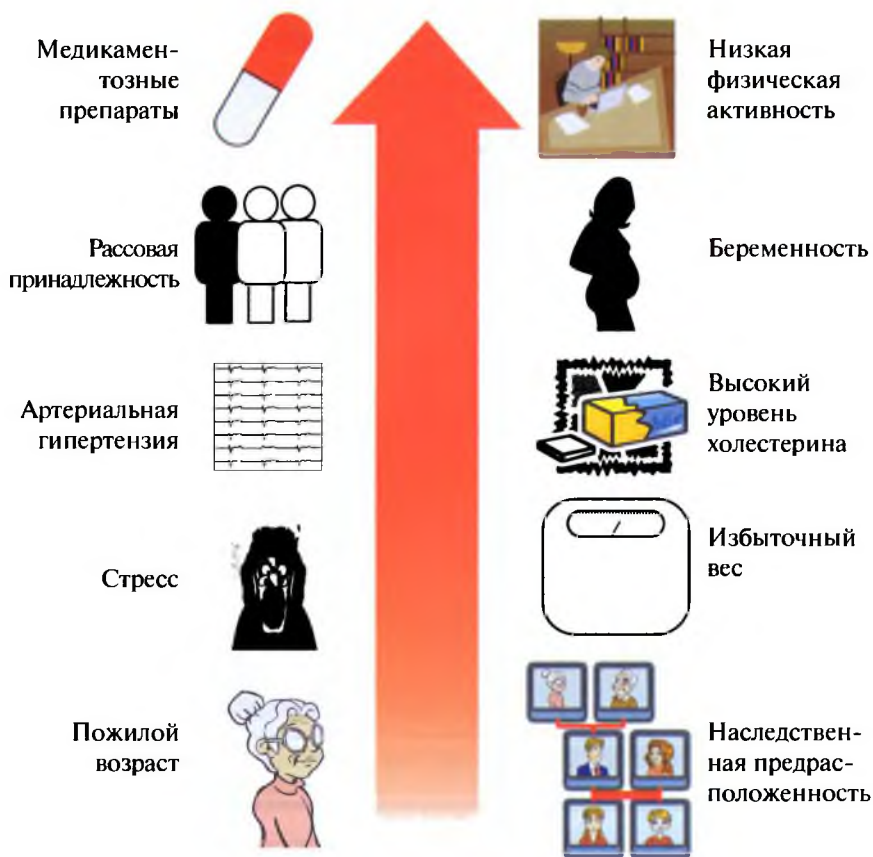 Медикамен-
тозные
препараты
Низкая
физическая
активность
Рассовая
принадлежность
Беременность
Артериальная
гипертензия
Высокий
уровень
холестерина
Стресс
Избыточный
вес
Пожилой
возраст
Наследствен-
ная предрас-
положенность